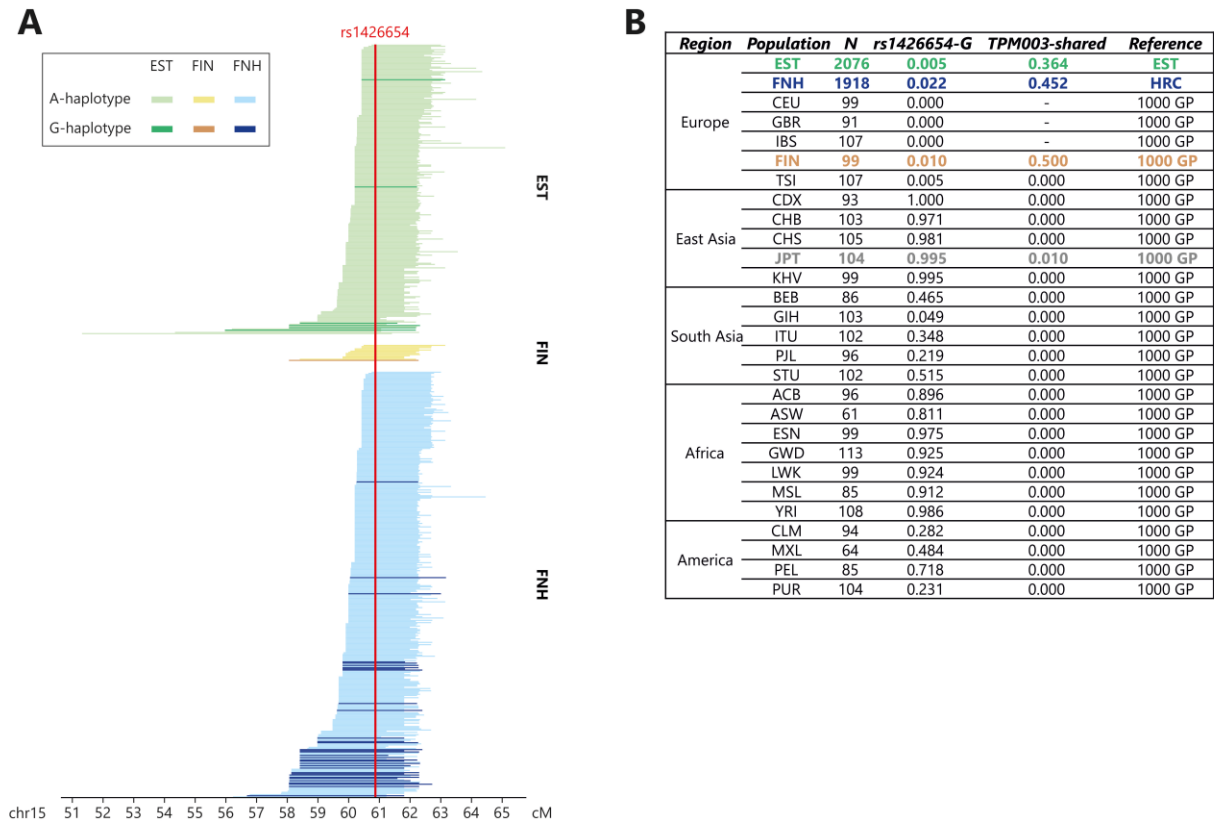 A
rs1426654
EST FIN FNH
A-haplotype
G-haplotype
EST
FIN
FNH
chr15 51 52 53 54 55 56 57 58 59 60 61 62 63 64 65 cM
B
Region Population N rs1426654-G TPM003-shared Reference
Europe
EST 2076 0.005 0.364 EST
FNH 1918 0.022 0.452 HRC
CEU 99 0.000 - 1000 GP
GBR 91 0.000 - 1000 GP
IBS 107 0.000 - 1000 GP
FIN 99 0.010 0.500 1000 GP
TSI 107 0.005 0.000 1000 GP
East Asia
CDX 93 1.000 0.000 1000 GP
CHB 103 0.971 0.000 1000 GP
CHS 105 0.981 0.000 1000 GP
JPT 104 0.995 0.010 1000 GP
KHV 99 0.995 0.000 1000 GP
South Asia
BEB 86 0.465 0.000 1000 GP
GIH 103 0.049 0.000 1000 GP
ITU 102 0.348 0.000 1000 GP
PJL 96 0.219 0.000 1000 GP
STU 102 0.515 0.000 1000 GP
Africa
ACB 96 0.896 0.000 1000 GP
ASW 61 0.811 0.000 1000 GP
ESN 99 0.975 0.000 1000 GP
GWD 113 0.925 0.000 1000 GP
LWK 99 0.924 0.000 1000 GP
MSL 85 0.912 0.000 1000 GP
YRI 108 0.986 0.000 1000 GP
America
CLM 94 0.282 0.000 1000 GP
MXL 64 0.484 0.000 1000 GP
PEL 85 0.718 0.000 1000 GP
PUR 104 0.231 0.000 1000 GP